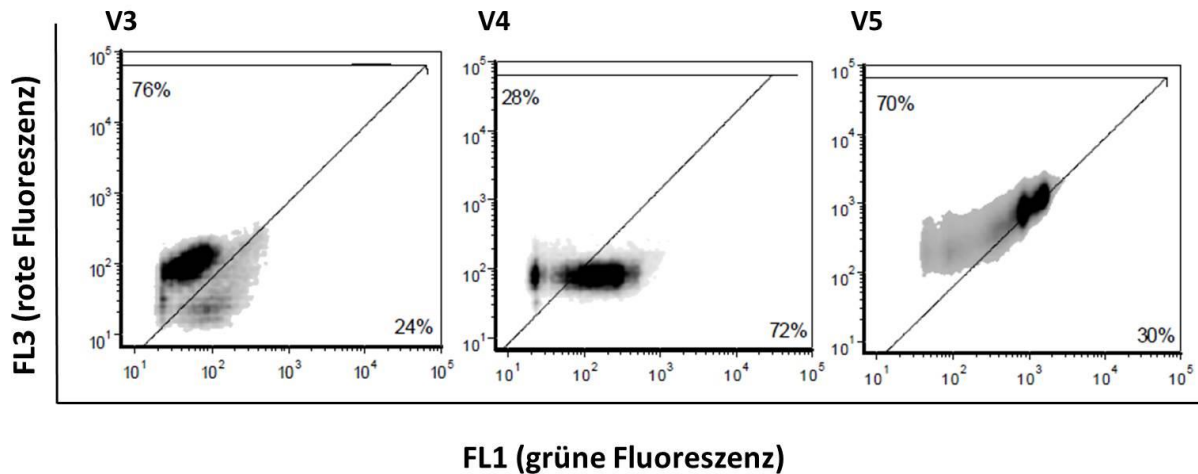 V3 V4 V5
FL3 (rote Fluoreszenz)
10⁵ 10⁴ 10³ 10² 10¹
76%
24%
10¹ 10² 10³ 10⁴ 10⁵
10⁵ 10⁴ 10³ 10² 10¹
28%
72%
10¹ 10² 10³ 10⁴ 10⁵
10⁵ 10⁴ 10³ 10² 10¹
70%
30%
10¹ 10² 10³ 10⁴ 10⁵
FL1 (grüne Fluoreszenz)